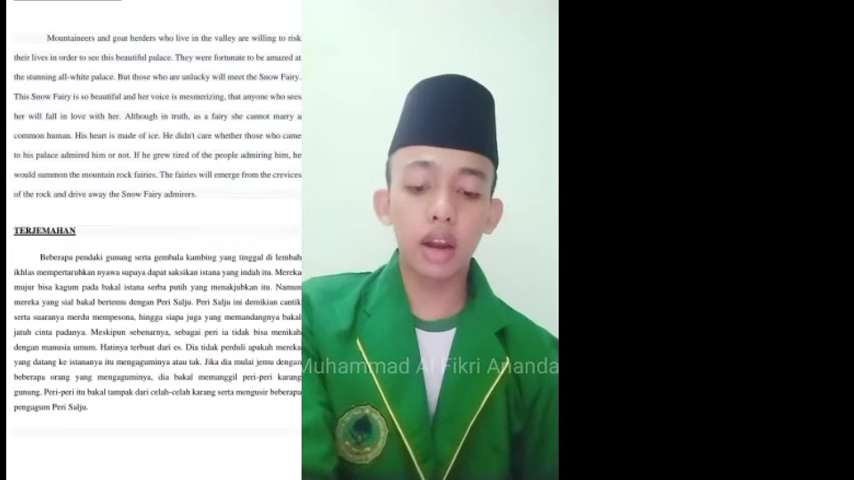 Mountaineers and goat herders who live in the valley are willing to risk
their lives in order to see this beautiful palace. They were fortunate to be amazed at
the stunning all-white palace. But those who are unlucky will meet the Snow Fairy.
This Snow Fairy is so beautiful and her voice is mesmerizing, that anyone who sees
her will fall in love with her. Although in truth, as a fairy she cannot marry a
common human. His heart is made of ice. He didn't care whether those who came
to his palace admired him or not. If he grew tired of the people admiring him, he
would summon the mountain rock fairies. The fairies will emerge from the crevices
of the rock and drive away the Snow Fairy admirers.
TERJEMAHAN
Beberapa pendaki gunung serta gembala kambing yang tinggal di lembah
ikhlas mempertaruhkan nyawa supaya dapat saksikan istana yang indah itu. Mereka
mujur bisa kagum pada bakal istana serba putih yang menakjubkan itu. Namun
mereka yang sial bakal bertemu dengan Peri Salju. Peri Salju ini demikian cantik
serta suaranya merdu mempesona, hingga siapa juga yang memandangnya bakal
jatuh cinta padanya. Meskipun sebenarnya, sebagai peri ia tidak bisa menikah
dengan manusia umum. Hatinya terbuat dari es. Dia tidak perduli apakah mereka
yang datang ke istananya itu mengaguminya atau tak. Jika dia mulai jemu dengan
beberapa orang yang mengaguminya, dia bakal memanggil peri-peri karang
gunung. Peri-peri itu bakal tampak dari celah-celah karang serta mengusir beberapa
pengagum Peri Salju.
Muhammad Al Fikri Ananda